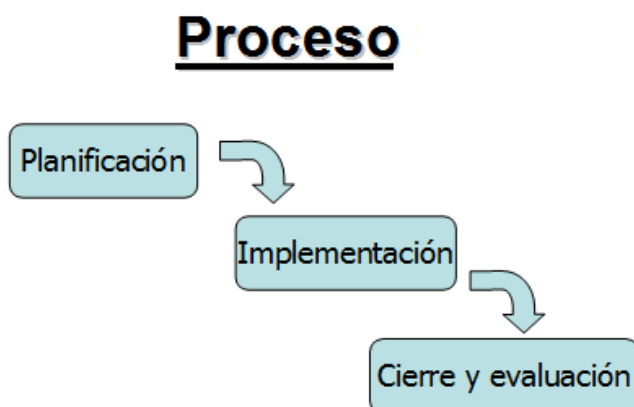 Proceso
Planificación
Implementación
Cierre y evaluación